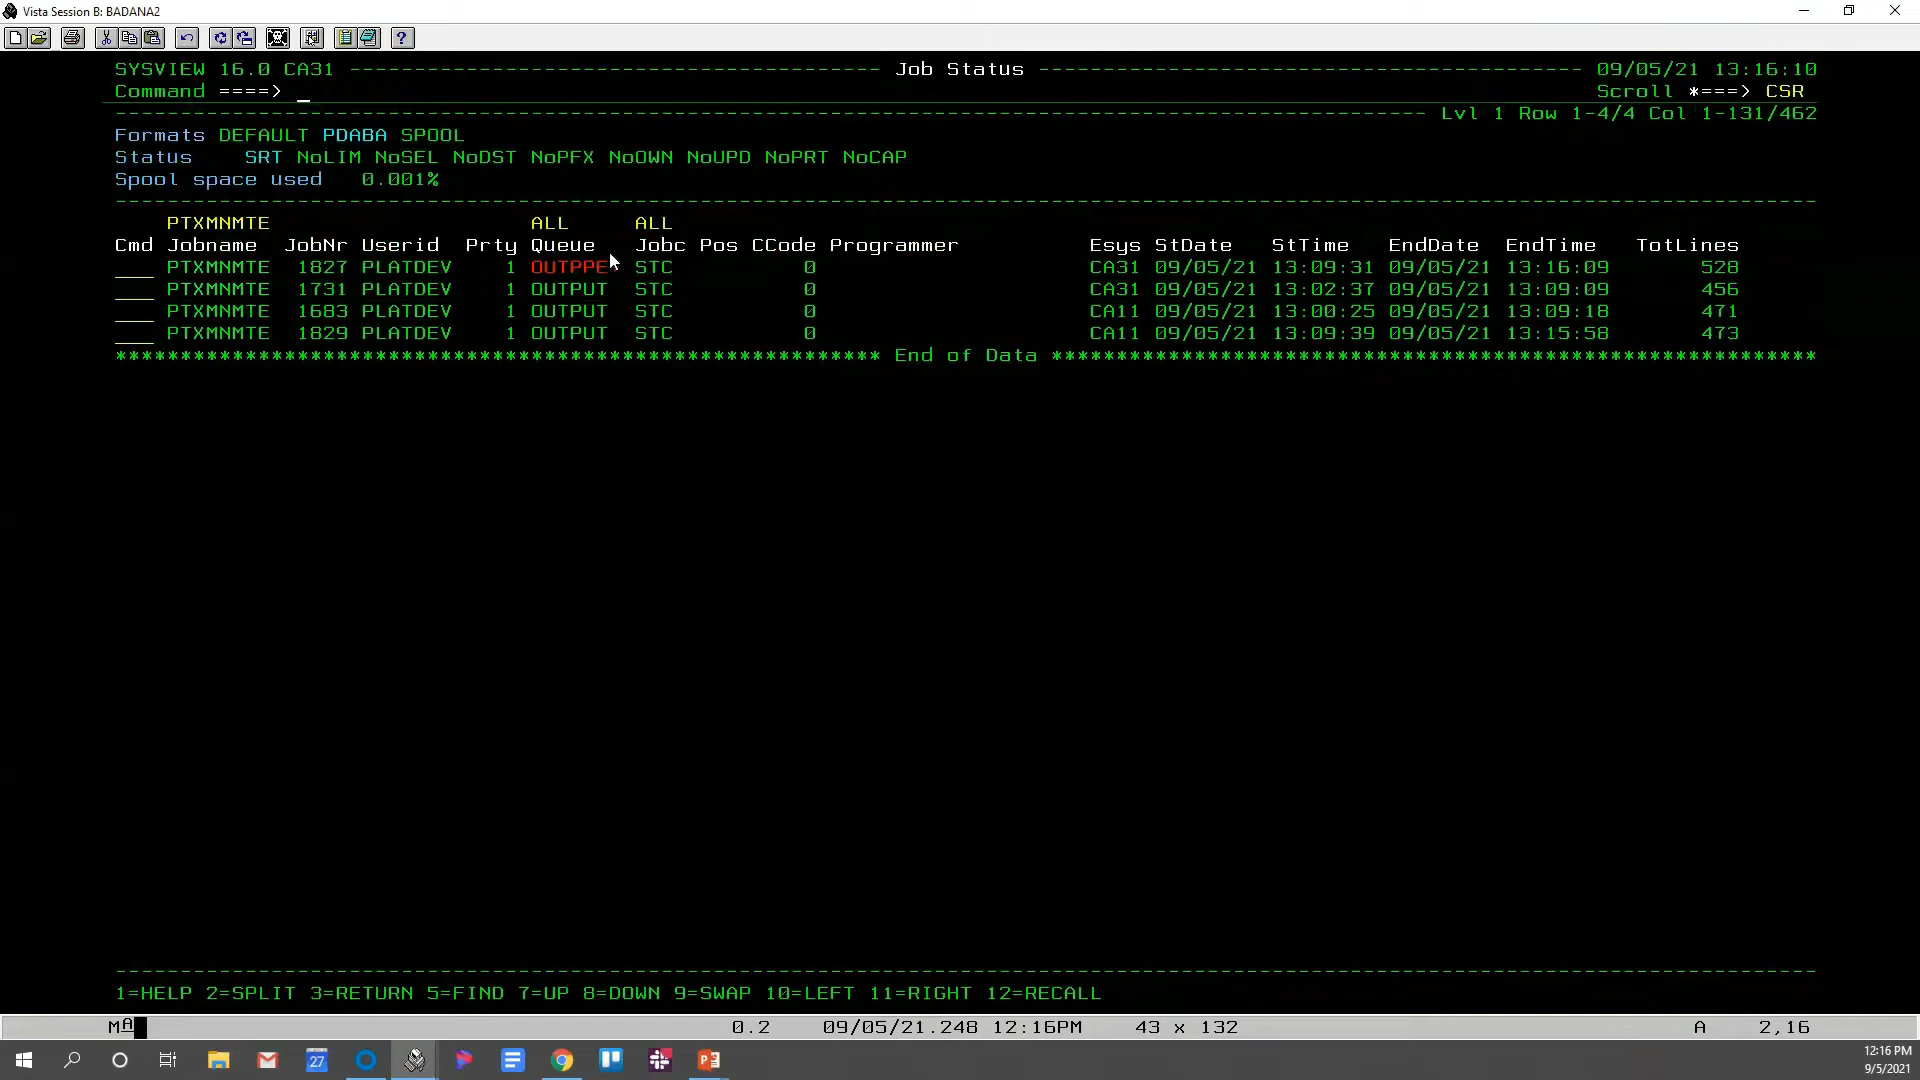 Vista Session B: BADANA2
SYSVIEW 16.0 CA31 ----------------------------------------- Job Status ------------------------------------------ 09/05/21 13:16:10
Command ====> _ Scroll *===> CSR
----------------------------------------------------------------------------------------------------- Lvl 1 Row 1-4/4 Col 1-131/462
Formats DEFAULT PDABA SPOOL
Status SRT NoLIM NoSEL NoDST NoPFX NoOWN NoUPD NoPRT NoCAP
Spool space used 0.001%
-----------------------------------------------------------------------------------------------------------------------------------
PTXMNMTE ALL ALL
Cmd Jobname JobNr Userid Prty Queue Jobc Pos CCode Programmer Esys StDate StTime EndDate EndTime TotLines
____ PTXMNMTE 1827 PLATDEV 1 OUTPPE STC 0 CA31 09/05/21 13:09:31 09/05/21 13:16:09 528
____ PTXMNMTE 1731 PLATDEV 1 OUTPUT STC 0 CA31 09/05/21 13:02:37 09/05/21 13:09:09 456
____ PTXMNMTE 1683 PLATDEV 1 OUTPUT STC 0 CA11 09/05/21 13:00:25 09/05/21 13:09:18 471
____ PTXMNMTE 1829 PLATDEV 1 OUTPUT STC 0 CA11 09/05/21 13:09:39 09/05/21 13:15:58 473
*********************************************************** End of Data ***********************************************************
-----------------------------------------------------------------------------------------------------------------------------------
1=HELP 2=SPLIT 3=RETURN 5=FIND 7=UP 8=DOWN 9=SWAP 10=LEFT 11=RIGHT 12=RECALL
MA 0.2 09/05/21.248 12:16PM 43 x 132 A 2,16
27
12:16 PM
9/5/2021